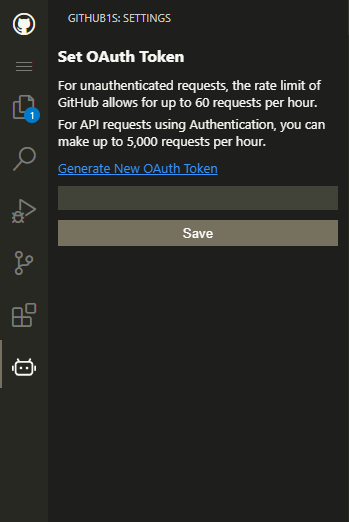 GITHUB1S: SETTINGS
Set OAuth Token
For unauthenticated requests, the rate limit of
GitHub allows for up to 60 requests per hour.
For API requests using Authentication, you can
make up to 5,000 requests per hour.
Generate New OAuth Token
1
Save